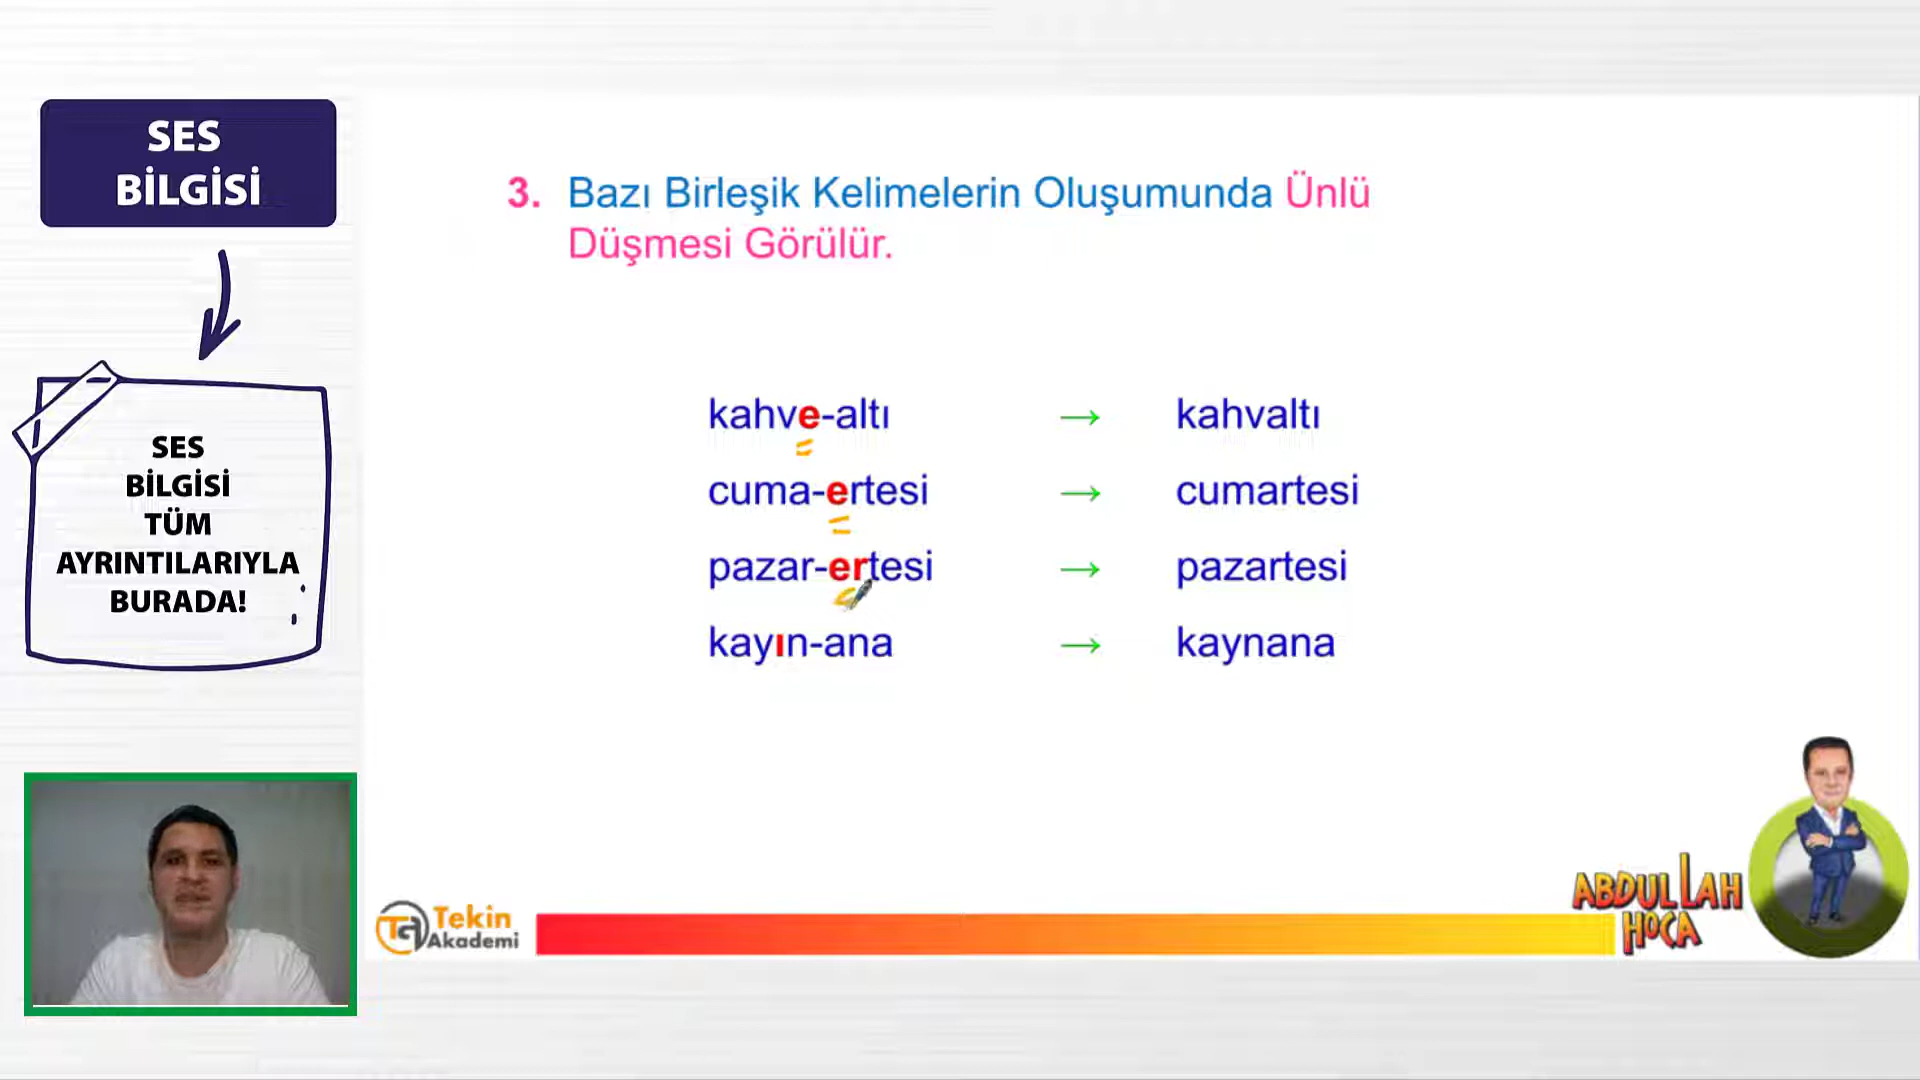 SES
BİLGİSİ
3. Bazı Birleşik Kelimelerin Oluşumunda Ünlü
Düşmesi Görülür.
SES
BİLGİSİ
TÜM
AYRINTILARIYLA
BURADA!
kahve-altı → kahvaltı
cuma-ertesi → cumartesi
pazar-ertesi → pazartesi
kayın-ana → kaynana
Tekin
Akademi
ABDULLAH
HOCA